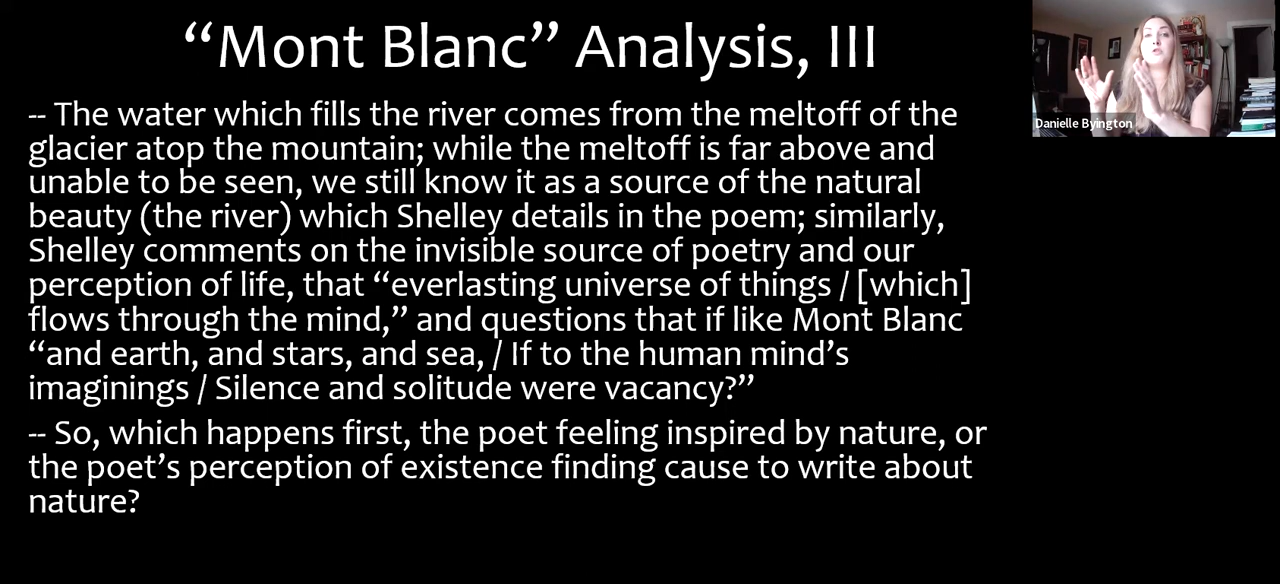 “Mont Blanc” Analysis, III
-- The water which fills the river comes from the meltoff of the
glacier atop the mountain; while the meltoff is far above and
unable to be seen, we still know it as a source of the natural
beauty (the river) which Shelley details in the poem; similarly,
Shelley comments on the invisible source of poetry and our
perception of life, that “everlasting universe of things / [which]
flows through the mind,” and questions that if like Mont Blanc
“and earth, and stars, and sea, / If to the human mind’s
imaginings / Silence and solitude were vacancy?”
-- So, which happens first, the poet feeling inspired by nature, or
the poet’s perception of existence finding cause to write about
nature?
Danielle Byington